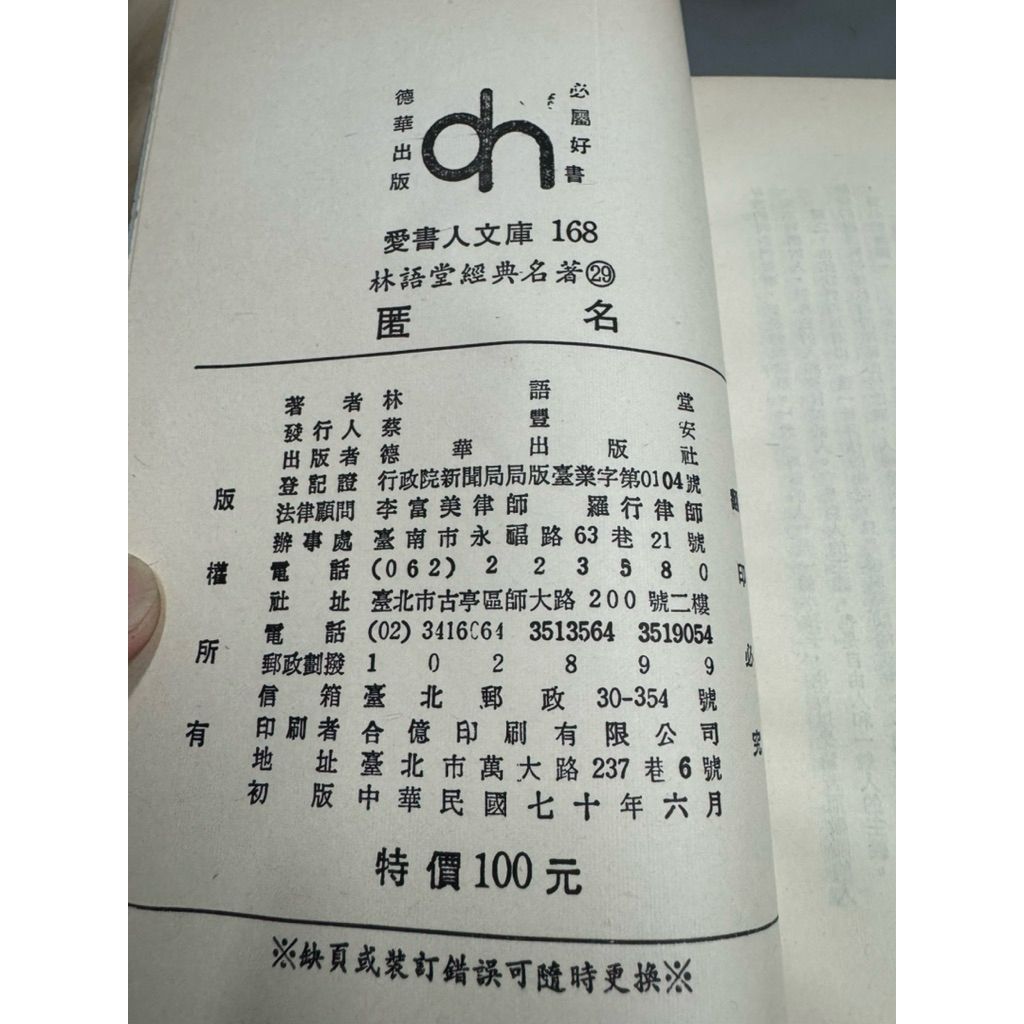 德華出版
dh
必屬好書
愛書人文庫 168
林語堂經典名著㉙
匿名
著者 林語堂
發行人 蔡豐安
出版者 德華出版社
登記證 行政院新聞局局版臺業字第0104號
法律顧問 李富美律師 羅行律師
辦事處 臺南市永福路63巷21號
電話 (062) 223580
社址 臺北市古亭區師大路200號二樓
電話 (02) 3416064 3513564 3519054
郵政劃撥 102899
信箱 臺北郵政30-354號
印刷者 合億印刷有限公司
地址 臺北市萬大路237巷6號
初版 中華民國七十年六月
版權所有
翻印必究
特價100元
※缺頁或裝訂錯誤可隨時更換※